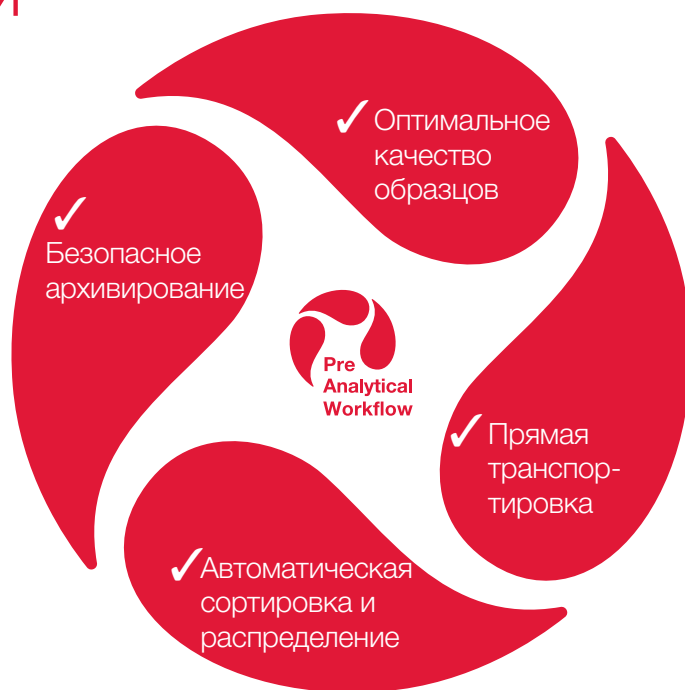 ✓ Оптимальное
качество
образцов
✓
Безопасное
архивирование
Pre
Analytical
Workflow
✓ Прямая
транспор-
тировка
✓ Автоматическая
сортировка и
распределение